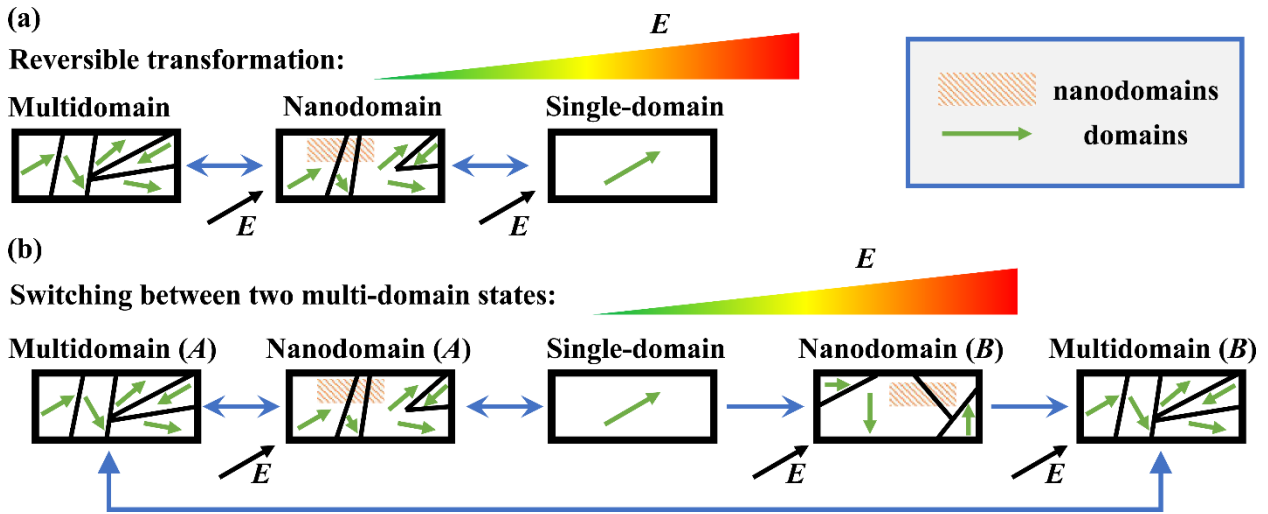 (a)
E
Reversible transformation:
Multidomain Nanodomain Single-domain
E E
nanodomains
domains
(b)
E
Switching between two multi-domain states:
Multidomain (A) Nanodomain (A) Single-domain Nanodomain (B) Multidomain (B)
E E E